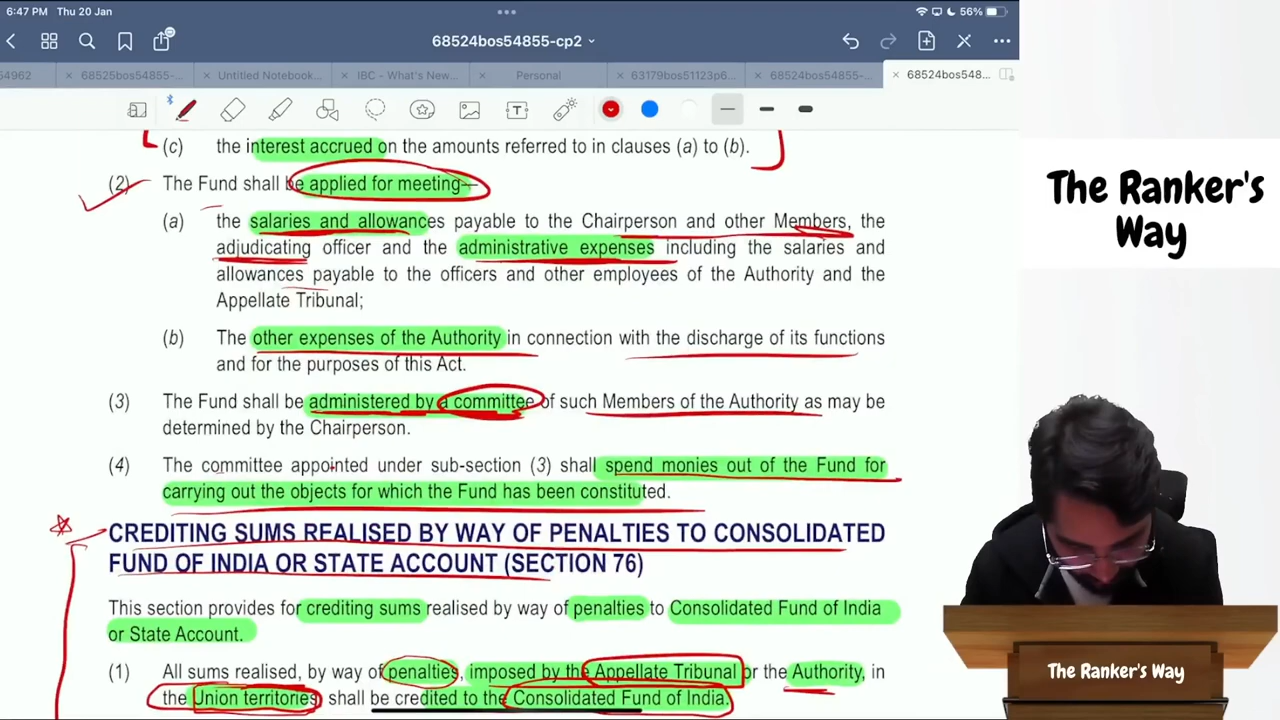 6:47 PM Thu 20 Jan
56%
68524bos54855-cp2
54962
68525bos54855-...
Untitled Notebook...
IBC - What's New...
Personal
63179bos51123p6...
68524bos54855-...
68524bos548...
(c) the interest accrued on the amounts referred to in clauses (a) to (b).
(2) The Fund shall be applied for meeting—
(a) the salaries and allowances payable to the Chairperson and other Members, the
adjudicating officer and the administrative expenses including the salaries and
allowances payable to the officers and other employees of the Authority and the
Appellate Tribunal;
(b) The other expenses of the Authority in connection with the discharge of its functions
and for the purposes of this Act.
(3) The Fund shall be administered by a committee of such Members of the Authority as may be
determined by the Chairperson.
(4) The committee appointed under sub-section (3) shall spend monies out of the Fund for
carrying out the objects for which the Fund has been constituted.
CREDITING SUMS REALISED BY WAY OF PENALTIES TO CONSOLIDATED
FUND OF INDIA OR STATE ACCOUNT (SECTION 76)
This section provides for crediting sums realised by way of penalties to Consolidated Fund of India
or State Account.
(1) All sums realised, by way of penalties, imposed by the Appellate Tribunal or the Authority, in
the Union territories, shall be credited to the Consolidated Fund of India.
The Ranker's
Way
The Ranker's Way